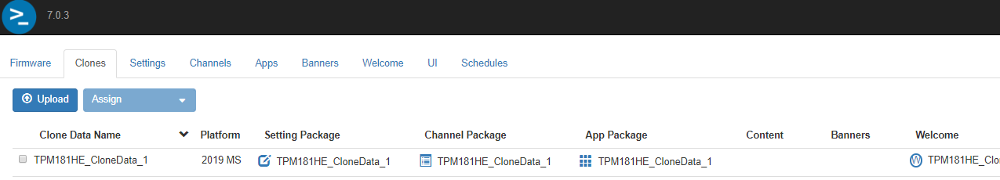 7.0.3
Firmware Clones Settings Channels Apps Banners Welcome UI Schedules
Upload Assign
Clone Data Name Platform Setting Package Channel Package App Package Content Banners Welcome
TPM181HE_CloneData_1 2019 MS TPM181HE_CloneData_1 TPM181HE_CloneData_1 TPM181HE_CloneData_1 W TPM181HE_Clo